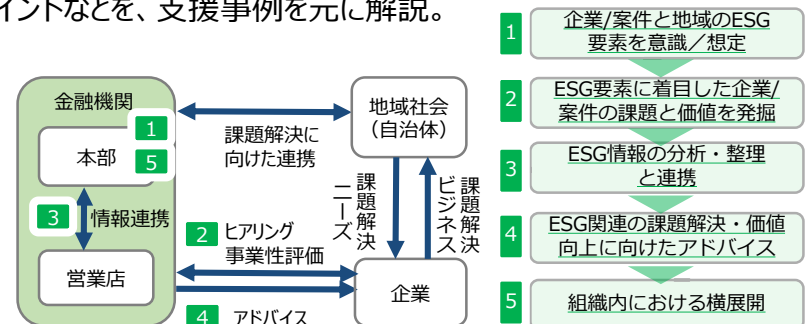 イントなどを、支援事例を元に解説。
金融機関
本部
1
5
3
情報連携
営業店
課題解決に
向けた連携
地域社会
（自治体）
課題解決
ニーズ
課題解決
ビジネス
2
ヒアリング
事業性評価
4
アドバイス
企業
1
企業/案件と地域のESG
要素を意識／想定
2
ESG要素に着目した企業/
案件の課題と価値を発掘
3
ESG情報の分析・整理
と連携
4
ESG関連の課題解決・価値
向上に向けたアドバイス
5
組織内における横展開